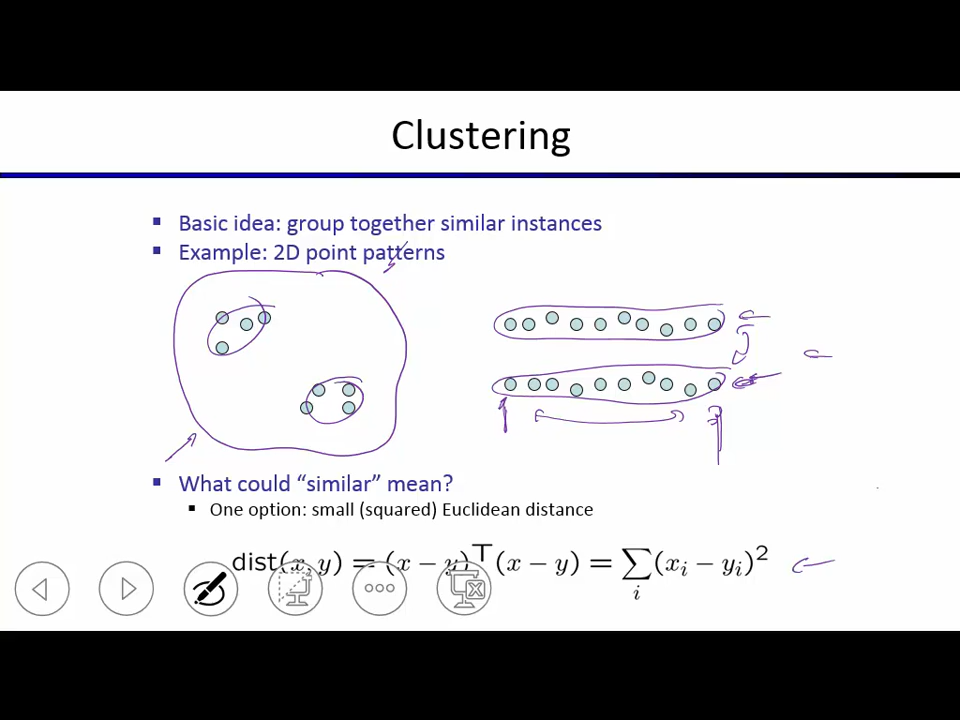 Clustering
▪ Basic idea: group together similar instances
▪ Example: 2D point patterns
▪ What could “similar” mean?
▪ One option: small (squared) Euclidean distance
dist(x, y) = (x − y)⊤(x − y) = ∑i (xi − yi)²